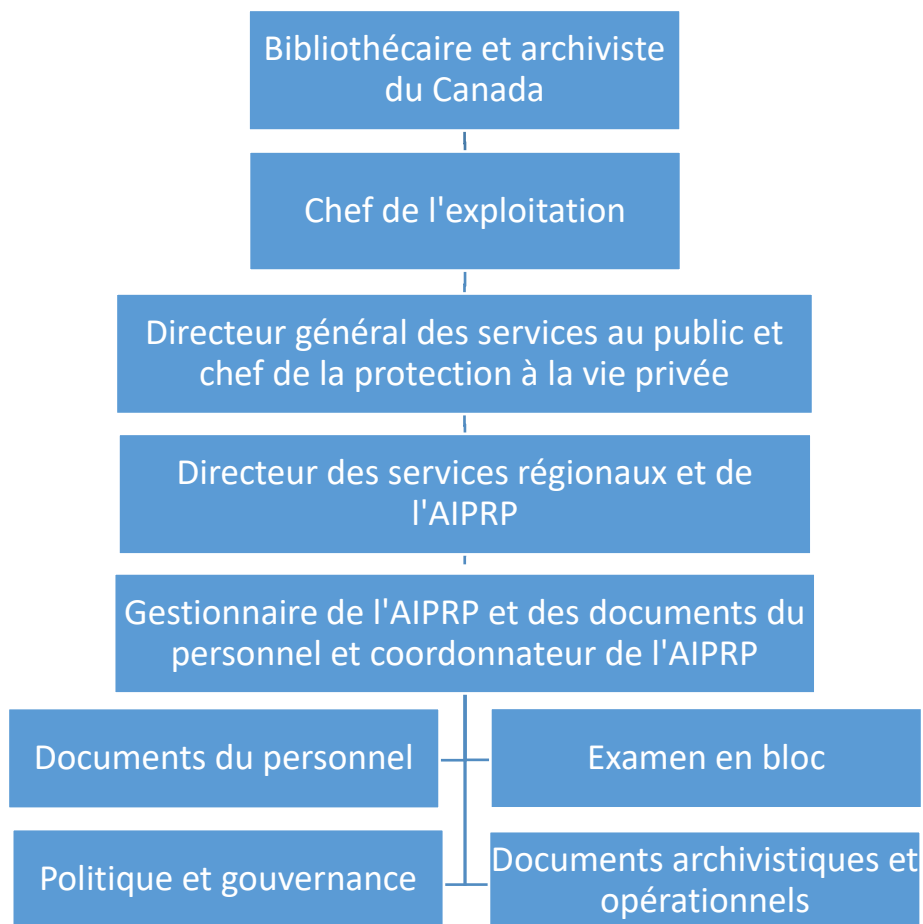 Bibliothécaire et archiviste
du Canada
Chef de l'exploitation
Directeur général des services au public et
chef de la protection à la vie privée
Directeur des services régionaux et de
l'AIPRP
Gestionnaire de l'AIPRP et des documents du
personnel et coordonnateur de l'AIPRP
Documents du personnel
Examen en bloc
Politique et gouvernance
Documents archivistiques et
opérationnels